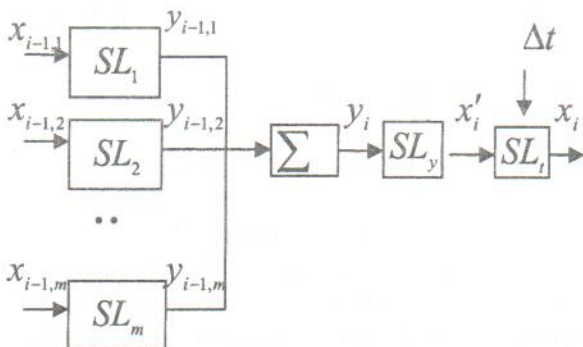 x_{i-1,1} SL_1 y_{i-1,1}
x_{i-1,2} SL_2 y_{i-1,2} ∑ y_i SL_y x'_i SL_t x_i Δt
..
x_{i-1,m} SL_m y_{i-1,m}